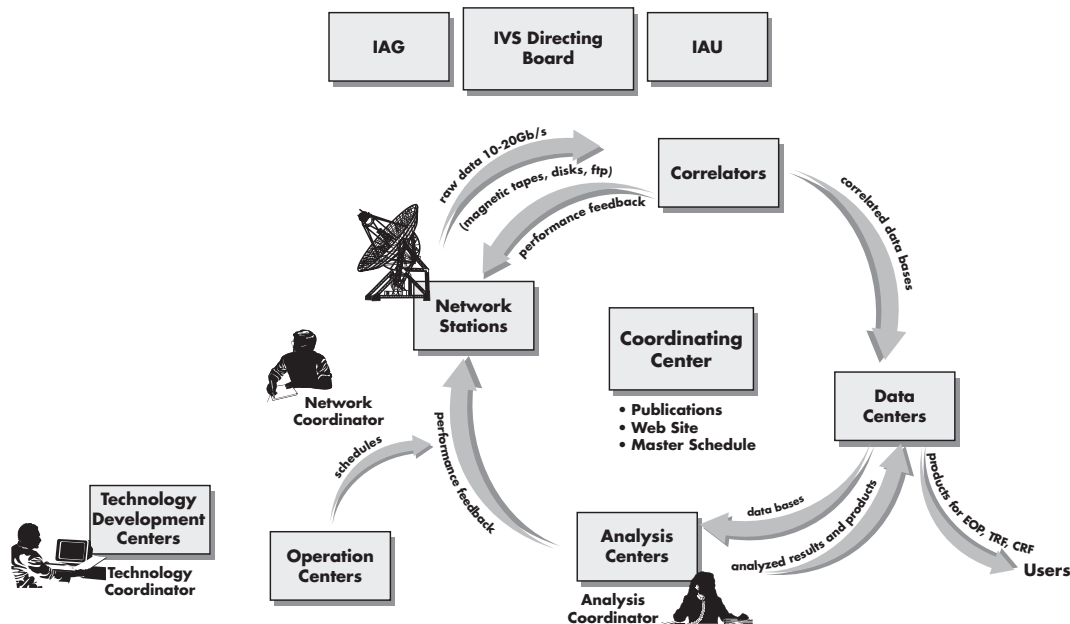 IAG
IVS Directing
Board
IAU
raw data 10-20Gb/s
(magnetic tapes, disks, ftp)
performance feedback
Correlators
correlated data bases
Network
Stations
Coordinating
Center
• Publications
• Web Site
• Master Schedule
Network
Coordinator
Data
Centers
schedules
performance feedback
data bases
analyzed results and products
products for EOP, TRF, CRF
Users
Technology
Development
Centers
Technology
Coordinator
Operation
Centers
Analysis
Centers
Analysis
Coordinator